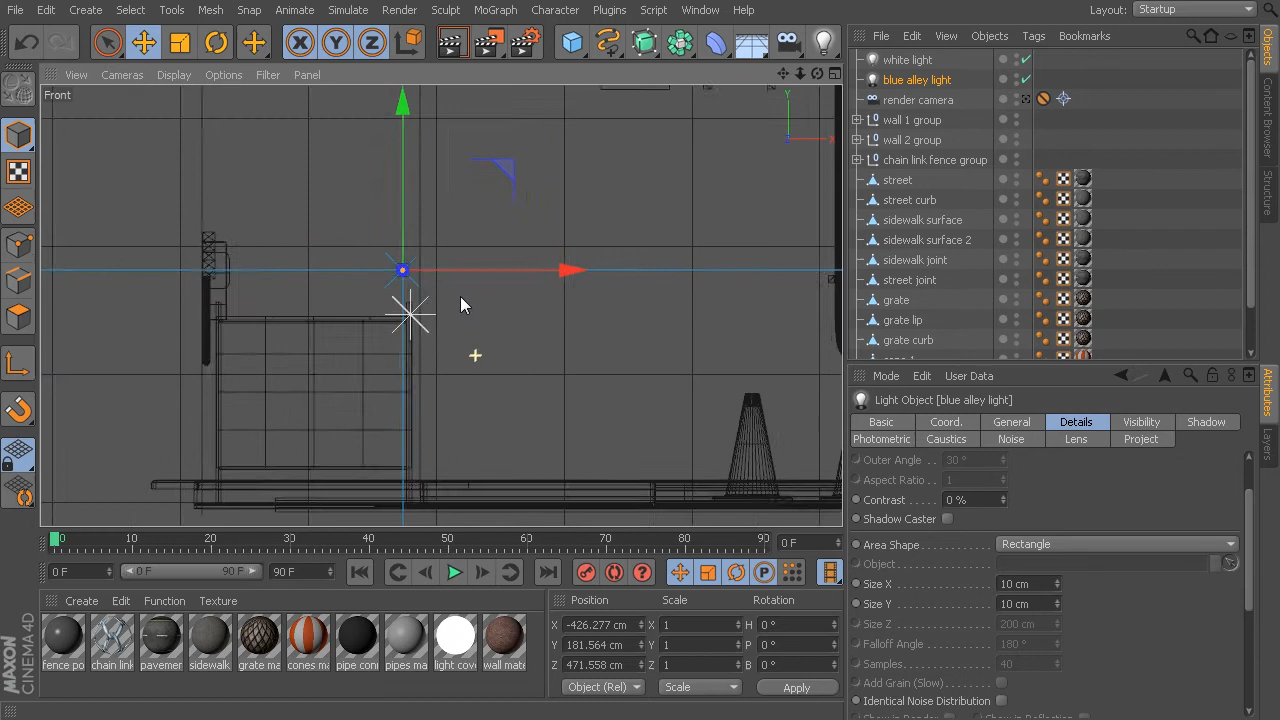 File Edit Create Select Tools Mesh Snap Animate Simulate Render Sculpt MoGraph Character Plugins Script Window Help Layout: Startup
File Edit View Objects Tags Bookmarks
View Cameras Display Options Filter Panel
Front
Y
X
white light
blue alley light
render camera
wall 1 group
wall 2 group
chain link fence group
street
street curb
sidewalk surface
sidewalk surface 2
sidewalk joint
street joint
grate
grate lip
grate curb
Objects
Content Browser
Structure
Mode Edit User Data
Light Object [blue alley light]
Basic Coord. General Details Visibility Shadow
Photometric Caustics Noise Lens Project
Outer Angle . . 30 °
Aspect Ratio . 1
Contrast . . . . 0 %
Shadow Caster
Area Shape Rectangle
Object
Size X 10 cm
Size Y 10 cm
Size Z 200 cm
Falloff Angle 180 °
Samples 40
Add Grain (Slow)
Identical Noise Distribution
Attributes
Layers
0 10 20 30 40 50 60 70 80 90 0 F
0 F 0 F 90 F 90 F
Create Edit Function Texture
fence po chain link pavemer sidewalk grate ma cones ma pipe conn pipes ma light cove wall mate
Position Scale Rotation
X -426.277 cm X 1 H 0 °
Y 181.564 cm Y 1 P 0 °
Z 471.558 cm Z 1 B 0 °
Object (Rel) Scale Apply
MAXON
CINEMA4D